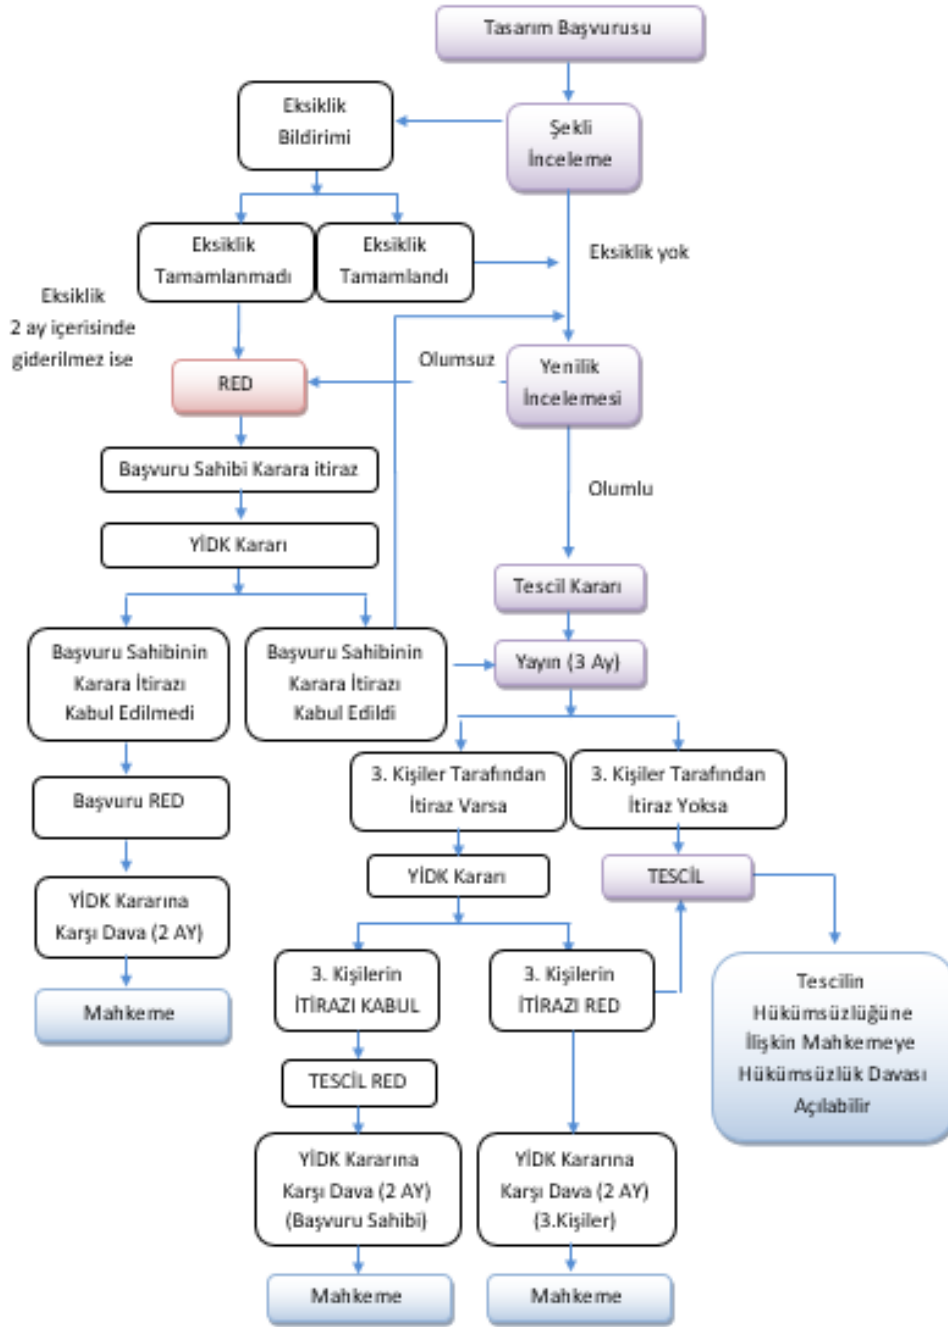 Tasarım Başvurusu
Eksiklik
Bildirimi
Şekli
İnceleme
Eksiklik
Tamamlanmadı
Eksiklik
Tamamlandı
Eksiklik yok
Eksiklik
2 ay içerisinde
giderilmez ise
RED
Olumsuz
Yenilik
İncelemesi
Başvuru Sahibi Karara itiraz
Olumlu
YİDK Kararı
Tescil Kararı
Başvuru Sahibinin
Karara İtirazı
Kabul Edilmedi
Başvuru Sahibinin
Karara İtirazı
Kabul Edildi
Yayın (3 Ay)
3. Kişiler Tarafından
İtiraz Varsa
3. Kişiler Tarafından
İtiraz Yoksa
Başvuru RED
YİDK Kararı
TESCİL
YİDK Kararına
Karşı Dava (2 AY)
3. Kişilerin
İTİRAZI KABUL
3. Kişilerin
İTİRAZI RED
Tescilin
Hükümsüzlüğüne
İlişkin Mahkemeye
Hükümsüzlük Davası
Açılabilir
Mahkeme
TESCİL RED
YİDK Kararına
Karşı Dava (2 AY)
(Başvuru Sahibi)
YİDK Kararına
Karşı Dava (2 AY)
(3.Kişiler)
Mahkeme
Mahkeme